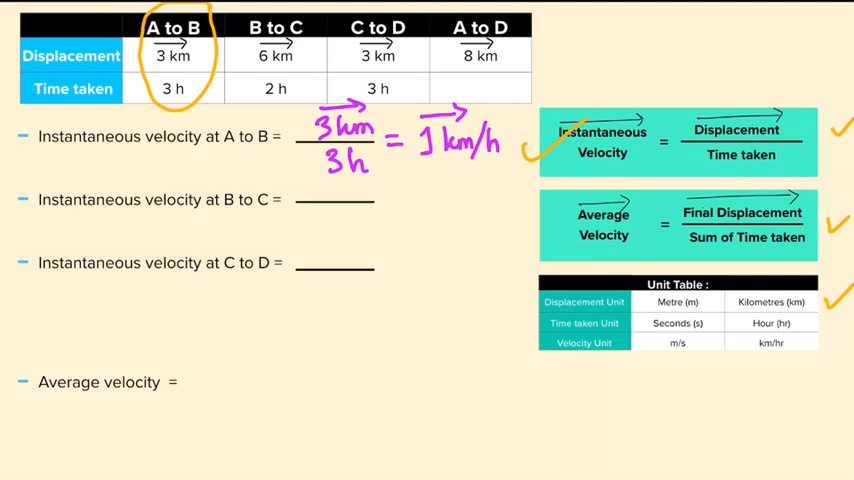 A to B B to C C to D A to D
Displacement 3 km 6 km 3 km 8 km
Time taken 3 h 2 h 3 h
Instantaneous velocity at A to B = 3km / 3h = 1 km/h
Instantaneous velocity at B to C =
Instantaneous velocity at C to D =
Average velocity =
Instantaneous Velocity = Displacement / Time taken
Average Velocity = Final Displacement / Sum of Time taken
Unit Table :
Displacement Unit Metre (m) Kilometres (km)
Time taken Unit Seconds (s) Hour (hr)
Velocity Unit m/s km/hr